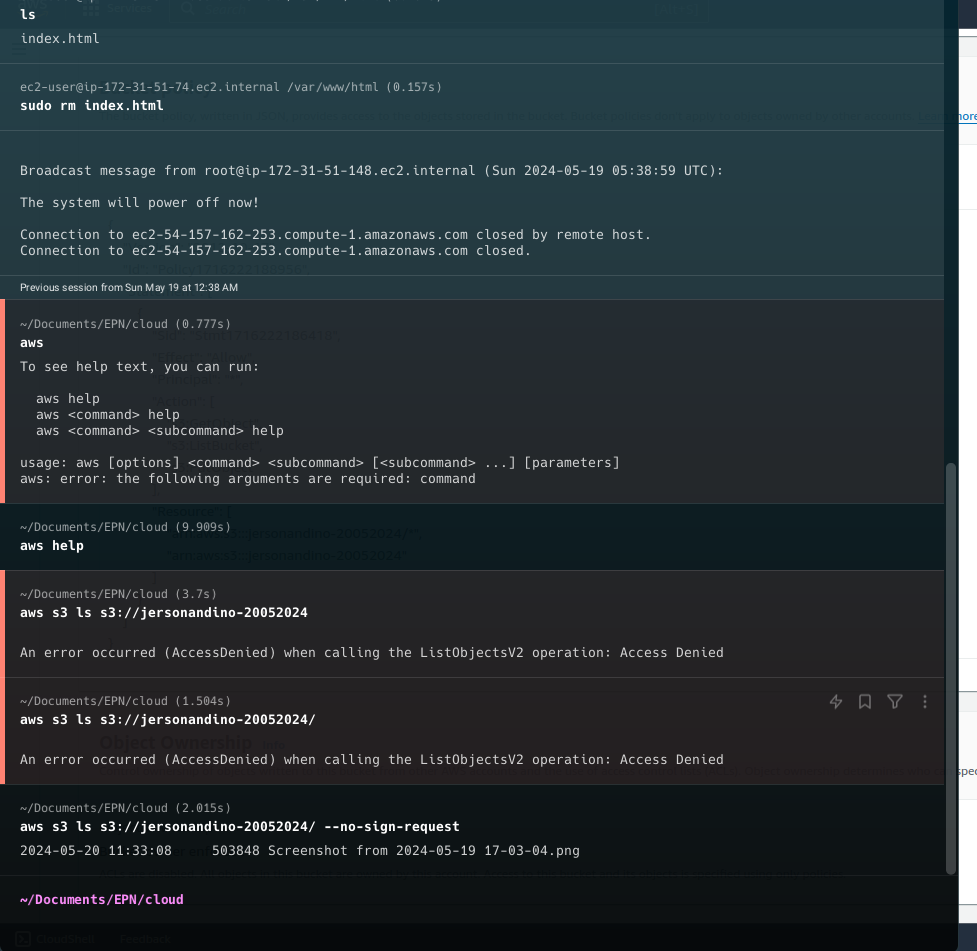 ls
index.html
ec2-user@ip-172-31-51-74.ec2.internal /var/www/html (0.157s)
sudo rm index.html
more
Broadcast message from root@ip-172-31-51-148.ec2.internal (Sun 2024-05-19 05:38:59 UTC):
The system will power off now!
Connection to ec2-54-157-162-253.compute-1.amazonaws.com closed by remote host.
Connection to ec2-54-157-162-253.compute-1.amazonaws.com closed.
Previous session from Sun May 19 at 12:38 AM
~/Documents/EPN/cloud (0.777s)
aws
To see help text, you can run:
aws help
aws <command> help
aws <command> <subcommand> help
usage: aws [options] <command> <subcommand> [<subcommand> ...] [parameters]
aws: error: the following arguments are required: command
"Resource": [
~/Documents/EPN/cloud (9.909s)
aws help
~/Documents/EPN/cloud (3.7s)
aws s3 ls s3://jersonandino-20052024
An error occurred (AccessDenied) when calling the ListObjectsV2 operation: Access Denied
~/Documents/EPN/cloud (1.504s)
aws s3 ls s3://jersonandino-20052024/
Object Ownership
An error occurred (AccessDenied) when calling the ListObjectsV2 operation: Access Denied
~/Documents/EPN/cloud (2.015s)
aws s3 ls s3://jersonandino-20052024/ --no-sign-request
2024-05-20 11:33:08     503848 Screenshot from 2024-05-19 17-03-04.png
~/Documents/EPN/cloud
CloudShell Feedback